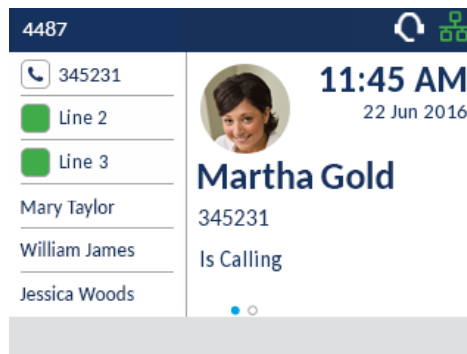 4487
345231
Line 2
Line 3
Mary Taylor
William James
Jessica Woods
11:45 AM
22 Jun 2016
Martha Gold
345231
Is Calling